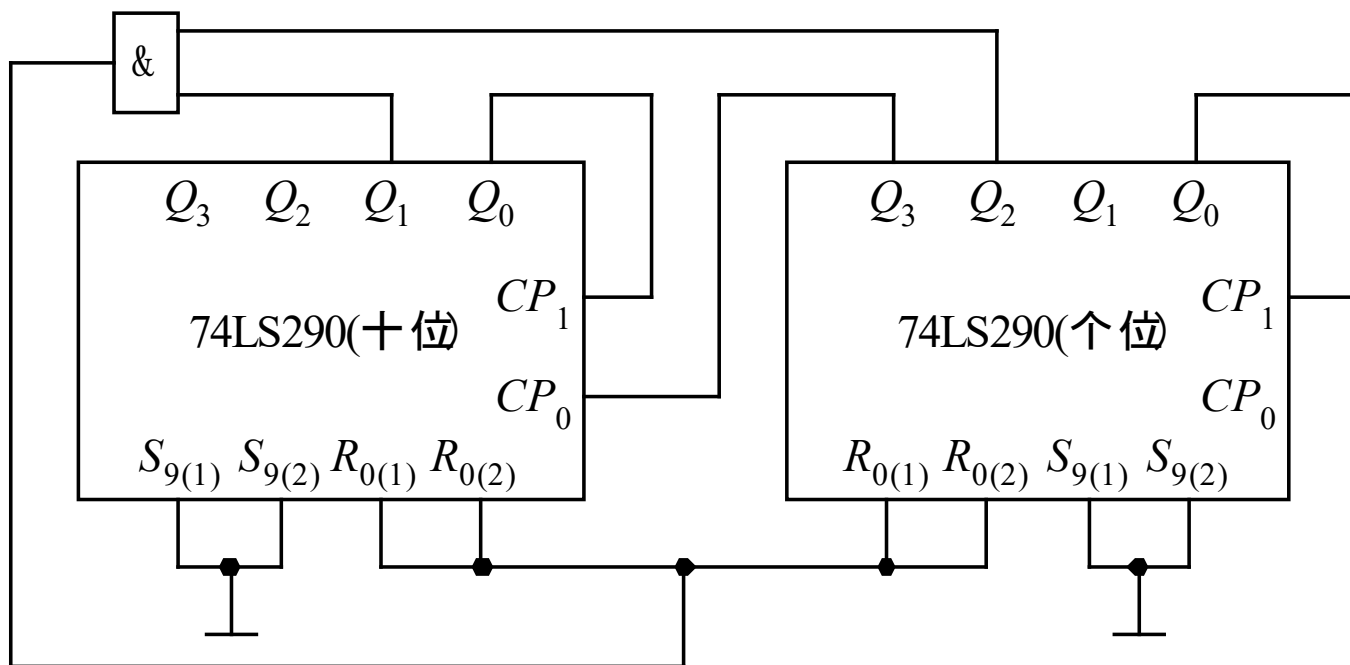 &
Q₃ Q₂ Q₁ Q₀
CP₁
74LS290(十位)
CP₀
S₉₍₁₎ S₉₍₂₎ R₀₍₁₎ R₀₍₂₎
Q₃ Q₂ Q₁ Q₀
CP₁
74LS290(个位)
CP₀
R₀₍₁₎ R₀₍₂₎ S₉₍₁₎ S₉₍₂₎